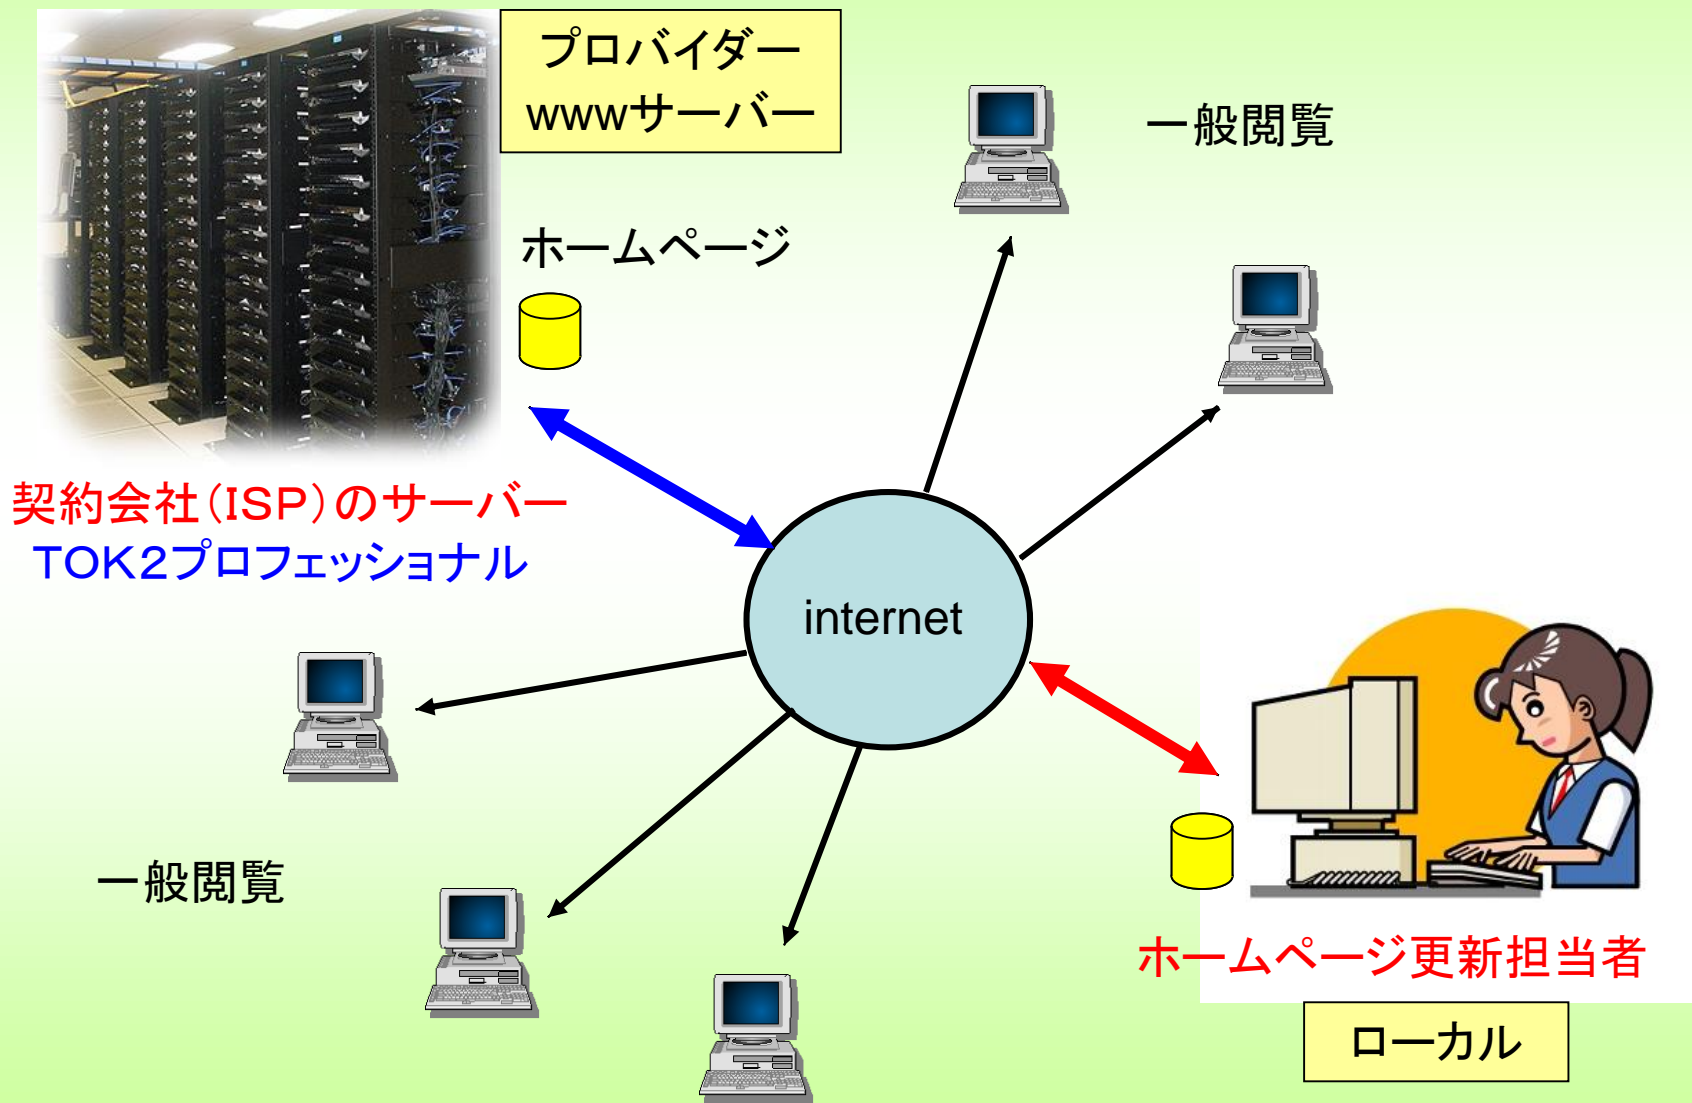 プロバイダー
wwwサーバー
一般閲覧
ホームページ
契約会社(ISP)のサーバー
TOK2プロフェッショナル
internet
一般閲覧
ホームページ更新担当者
ローカル